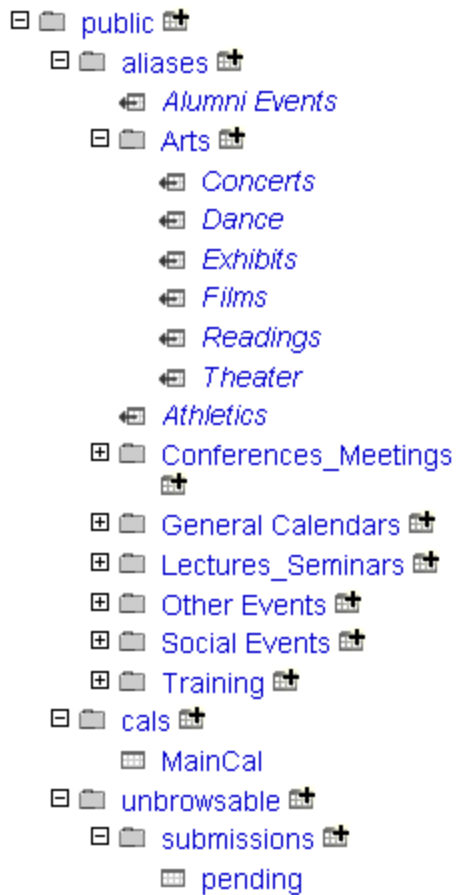 public
aliases
Alumni Events
Arts
Concerts
Dance
Exhibits
Films
Readings
Theater
Athletics
Conferences_Meetings
General Calendars
Lectures_Seminars
Other Events
Social Events
Training
cals
MainCal
unbrowsable
submissions
pending